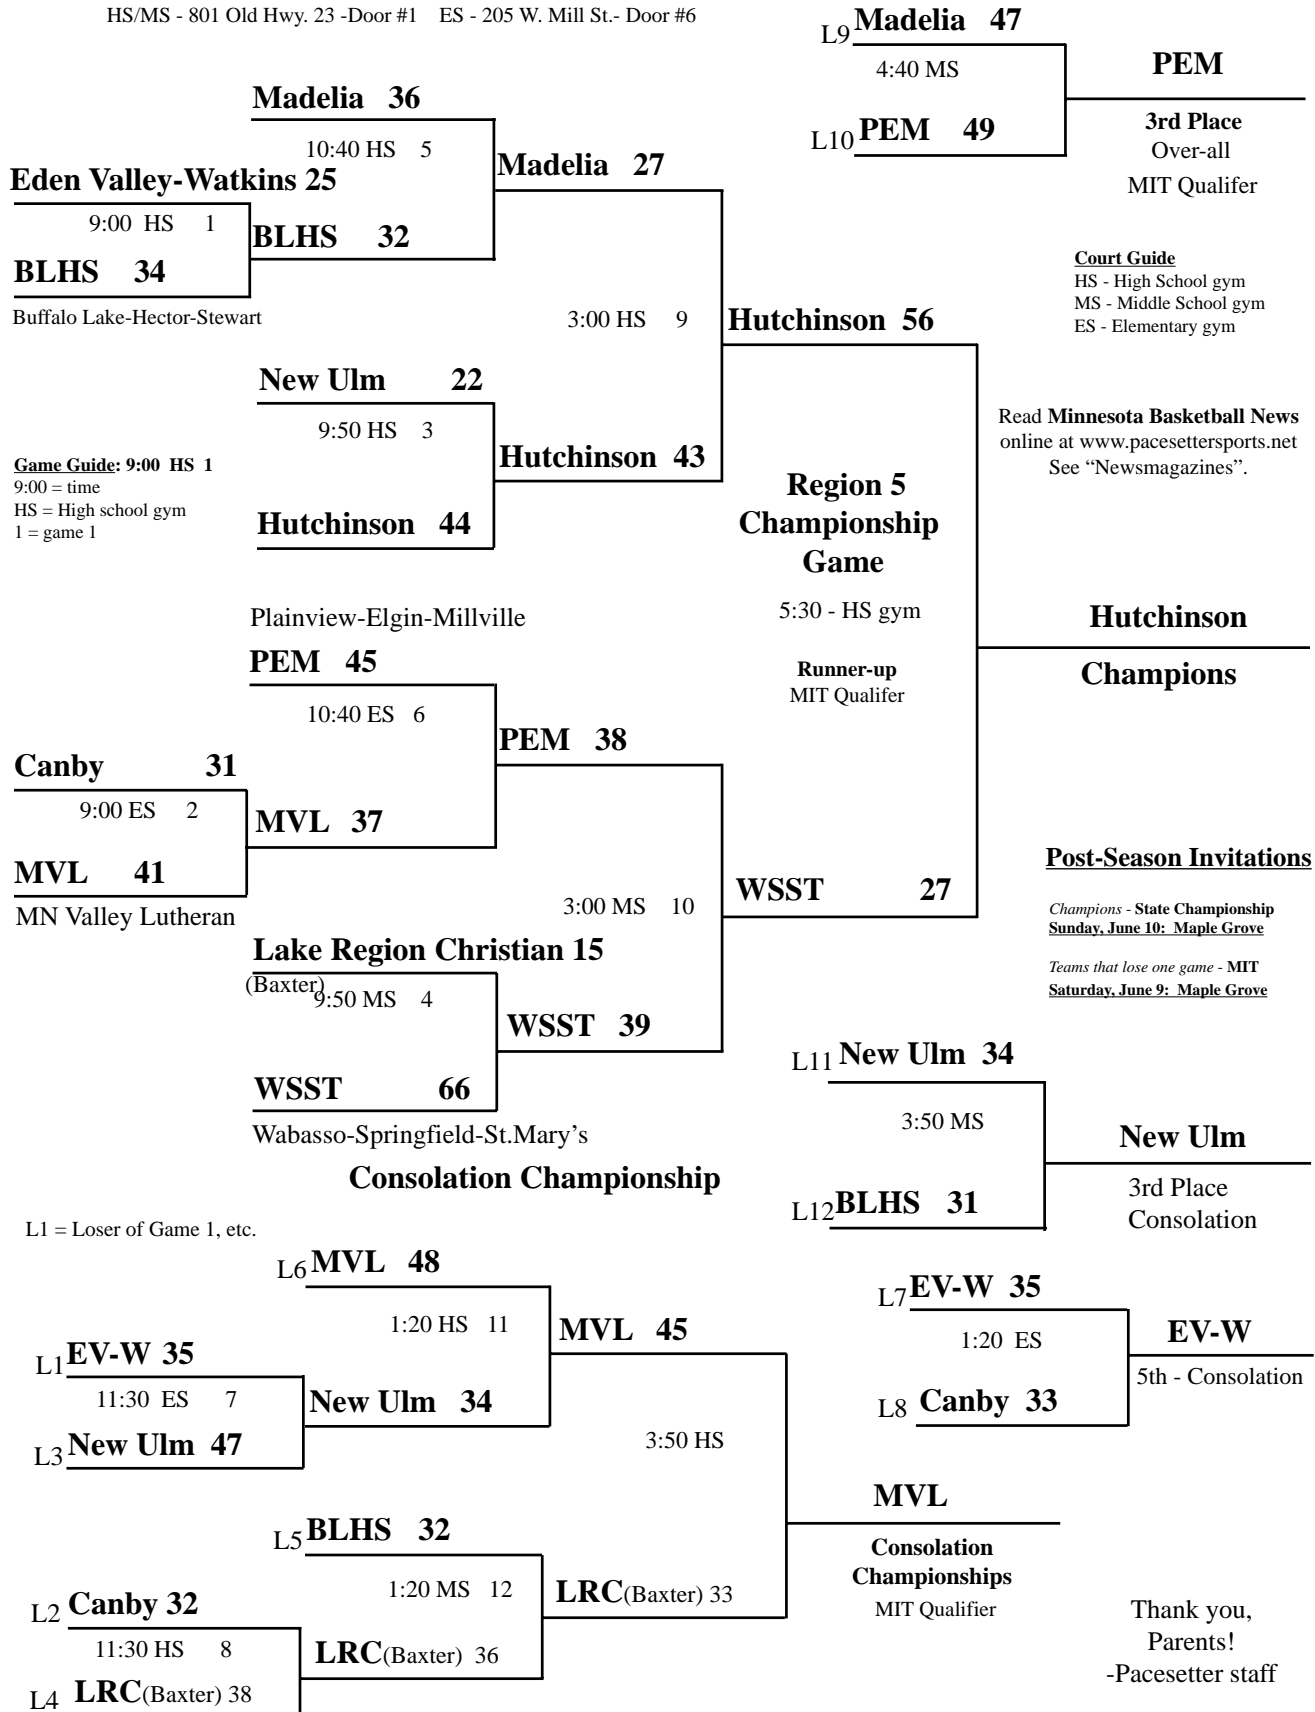 HS/MS - 801 Old Hwy. 23 -Door #1    ES - 205 W. Mill St.- Door #6
L9 Madelia 47
4:40 MS
L10 PEM 49
PEM
3rd Place
Over-all
MIT Qualifer
Madelia 36
10:40 HS 5
Eden Valley-Watkins 25
9:00 HS 1
BLHS 34
Buffalo Lake-Hector-Stewart
BLHS 32
Madelia 27
3:00 HS 9
Court Guide
HS - High School gym
MS - Middle School gym
ES - Elementary gym
Hutchinson 56
New Ulm 22
9:50 HS 3
Hutchinson 43
Hutchinson 44
Game Guide: 9:00 HS 1
9:00 = time
HS = High school gym
1 = game 1
Read Minnesota Basketball News
online at www.pacesettersports.net
See “Newsmagazines”.
Region 5
Championship
Game
5:30 - HS gym
Runner-up
MIT Qualifer
Hutchinson
Champions
Plainview-Elgin-Millville
PEM 45
10:40 ES 6
PEM 38
Canby 31
9:00 ES 2
MVL 37
MVL 41
MN Valley Lutheran
3:00 MS 10
WSST 27
Lake Region Christian 15
(Baxter)
9:50 MS 4
WSST 39
WSST 66
Wabasso-Springfield-St.Mary’s
Post-Season Invitations
Champions - State Championship
Sunday, June 10: Maple Grove
Teams that lose one game - MIT
Saturday, June 9: Maple Grove
L11 New Ulm 34
3:50 MS
L12 BLHS 31
New Ulm
3rd Place
Consolation
Consolation Championship
L1 = Loser of Game 1, etc.
L6 MVL 48
1:20 HS 11
MVL 45
L1 EV-W 35
11:30 ES 7
New Ulm 34
L3 New Ulm 47
L7 EV-W 35
1:20 ES
L8 Canby 33
EV-W
5th - Consolation
3:50 HS
MVL
Consolation
Championships
MIT Qualifier
L5 BLHS 32
1:20 MS 12
LRC(Baxter) 33
L2 Canby 32
11:30 HS 8
LRC(Baxter) 36
L4 LRC(Baxter) 38
Thank you,
Parents!
-Pacesetter staff